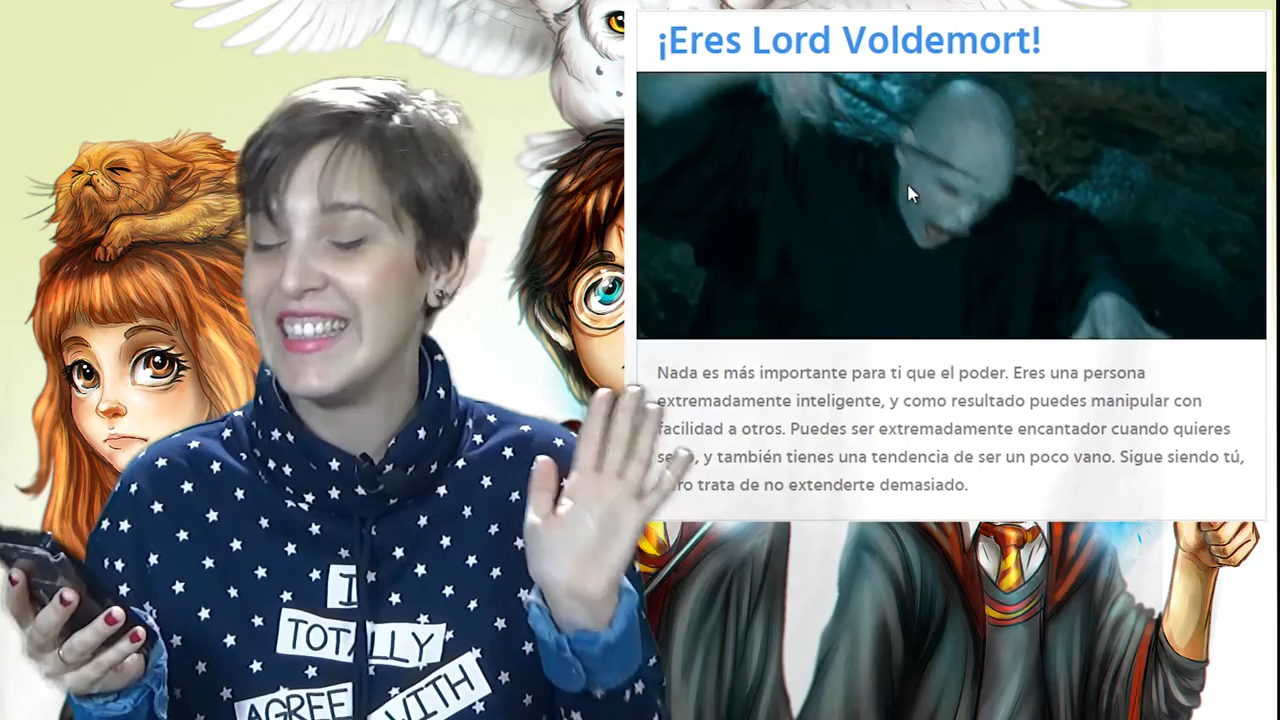 ¡Eres Lord Voldemort!
Nada es más importante para ti que el poder. Eres una persona
extremadamente inteligente, y como resultado puedes manipular con
facilidad a otros. Puedes ser extremadamente encantador cuando quieres
y también tienes una tendencia de ser un poco vano. Sigue siendo tú,
trata de no extenderte demasiado.
I
TOTALLY
AGREE WITH